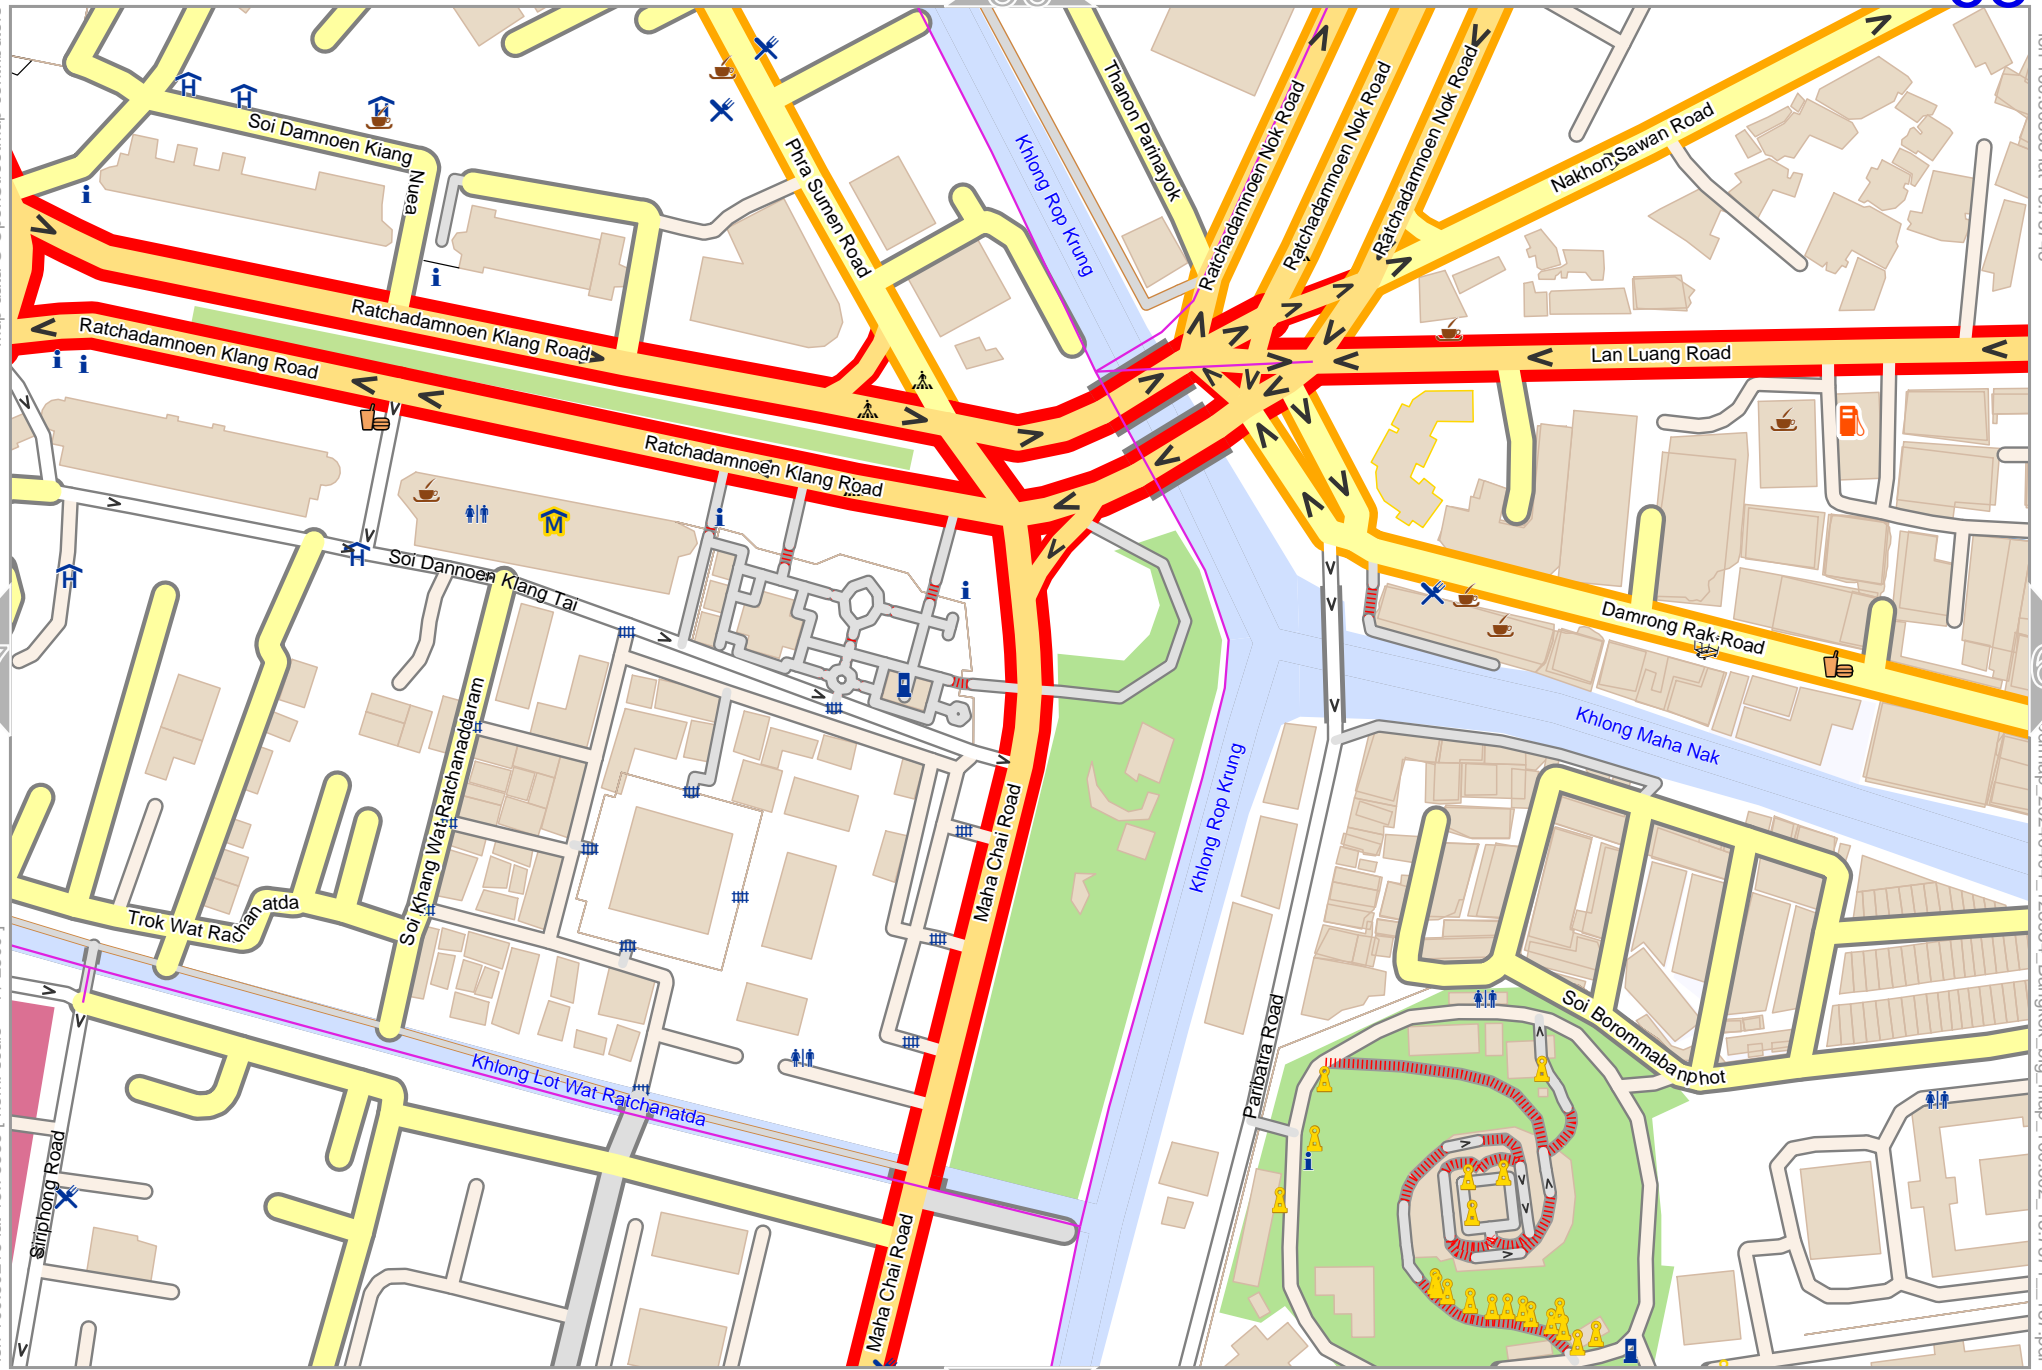 Thanon Parinayok
Ratchadamnoen Nok Road
Ratchadamnoen Nok Road
Ratchadamnoen Nok Road
Nakhon Sawan Road
Soi Damnoen Kiang
Nuea
Phra Sumen Road
Khlong Rop Krung
Ratchadamnoen Klang Road
Ratchadamnoen Klang Road
Lan Luang Road
Ratchadamnoen Klang Road
Soi Dannoen Klang Tai
Damrong Rak Road
Khlong Maha Nak
Soi Khang Wat Ratchanaddaram
Maha Chai Road
Khlong Rop Krung
Trok Wat Rachanatda
Soi Borommabanphot
Khlong Lot Wat Ratchanatda
Paribatra Road
Siriphong Road
Maha Chai Road
H
H
H
H
H
M
i
i
i
i
i
i
i